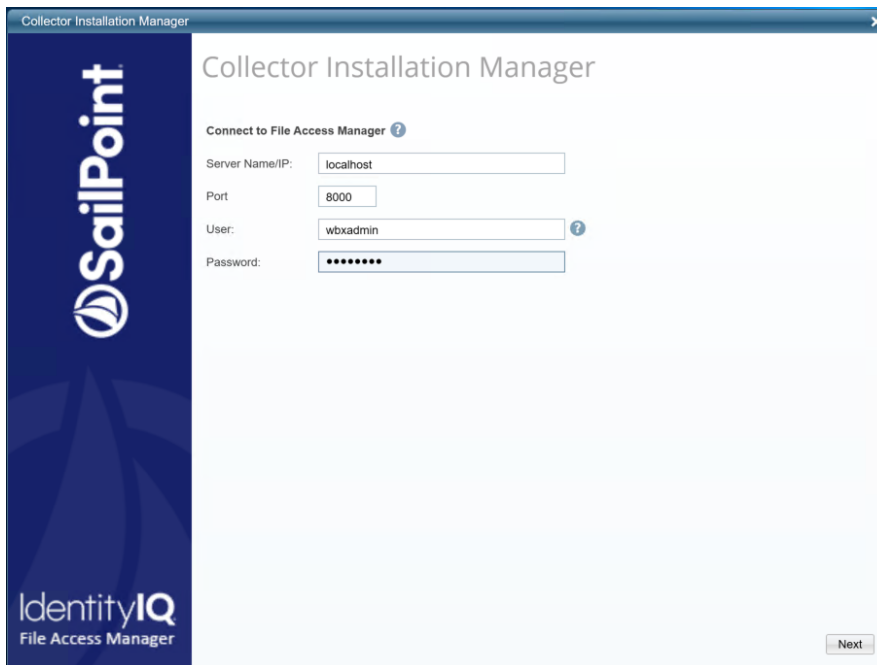 Collector Installation Manager
SailPoint
Collector Installation Manager
Connect to File Access Manager ?
Server Name/IP: localhost
Port 8000
User: wbxadmin ?
Password: ••••••••
IdentityIQ
File Access Manager
Next